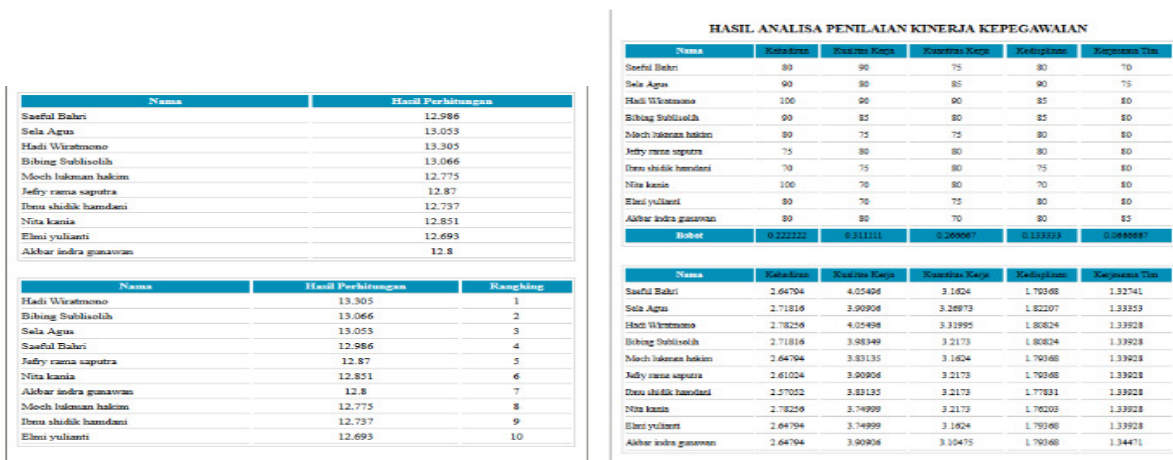 Nama Hasil Perhitungan
Saeful Bahri 12.986
Sela Agus 13.053
Hadi Wiratmono 13.305
Bibing Sublisolih 13.066
Moch lukman hakim 12.775
Jefry rama saputra 12.87
Ibnu shidik hamdani 12.737
Nita kania 12.851
Elmi yulianti 12.693
Akbar indra gunawan 12.8
Nama Hasil Perhitungan Rangking
Hadi Wiratmono 13.305 1
Bibing Sublisolih 13.066 2
Sela Agus 13.053 3
Saeful Bahri 12.986 4
Jefry rama saputra 12.87 5
Nita kania 12.851 6
Akbar indra gunawan 12.8 7
Moch lukman hakim 12.775 8
Ibnu shidik hamdani 12.737 9
Elmi yulianti 12.693 10
HASIL ANALISA PENILAIAN KINERJA KEPEGAWAIAN
Nama Kehadiran Kualitas Kerja Kuantitas Kerja Kedisplinan Kerjasama Tim
Saeful Bahri 80 90 75 80 70
Sela Agus 90 80 85 90 75
Hadi Wiratmono 100 90 90 85 80
Bibing Sublisolih 90 85 80 85 80
Moch lukman hakim 80 75 75 80 80
Jefry rama saputra 75 80 80 80 80
Ibnu shidik hamdani 70 75 80 75 80
Nita kania 100 70 80 70 80
Elmi yulianti 80 70 75 80 80
Akbar indra gunawan 80 80 70 80 85
Bobot 0.222222 0.311111 0.266667 0.133333 0.0666667
Nama Kehadiran Kualitas Kerja Kuantitas Kerja Kedisplinan Kerjasama Tim
Saeful Bahri 2.64794 4.05496 3.1624 1.79368 1.32741
Sela Agus 2.71816 3.90906 3.26973 1.82207 1.33353
Hadi Wiratmono 2.78256 4.05496 3.31995 1.80824 1.33928
Bibing Sublisolih 2.71816 3.98349 3.2173 1.80824 1.33928
Moch lukman hakim 2.64794 3.83135 3.1624 1.79368 1.33928
Jefry rama saputra 2.61024 3.90906 3.2173 1.79368 1.33928
Ibnu shidik hamdani 2.57052 3.83135 3.2173 1.77831 1.33928
Nita kania 2.78256 3.74999 3.2173 1.76203 1.33928
Elmi yulianti 2.64794 3.74999 3.1624 1.79368 1.33928
Akbar indra gunawan 2.64794 3.90906 3.10475 1.79368 1.34471